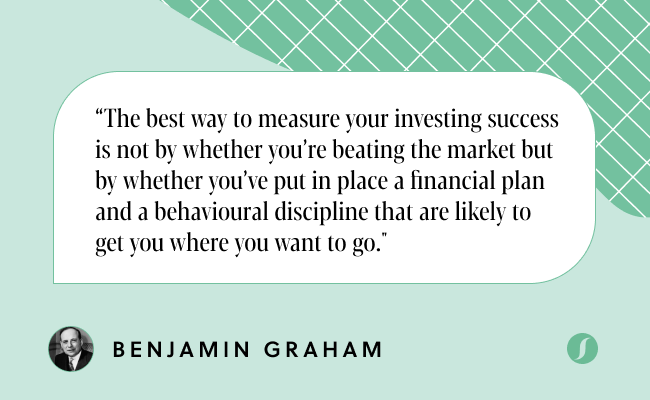 “The best way to measure your investing success
is not by whether you’re beating the market but
by whether you’ve put in place a financial plan
and a behavioural discipline that are likely to
get you where you want to go."
BENJAMIN GRAHAM